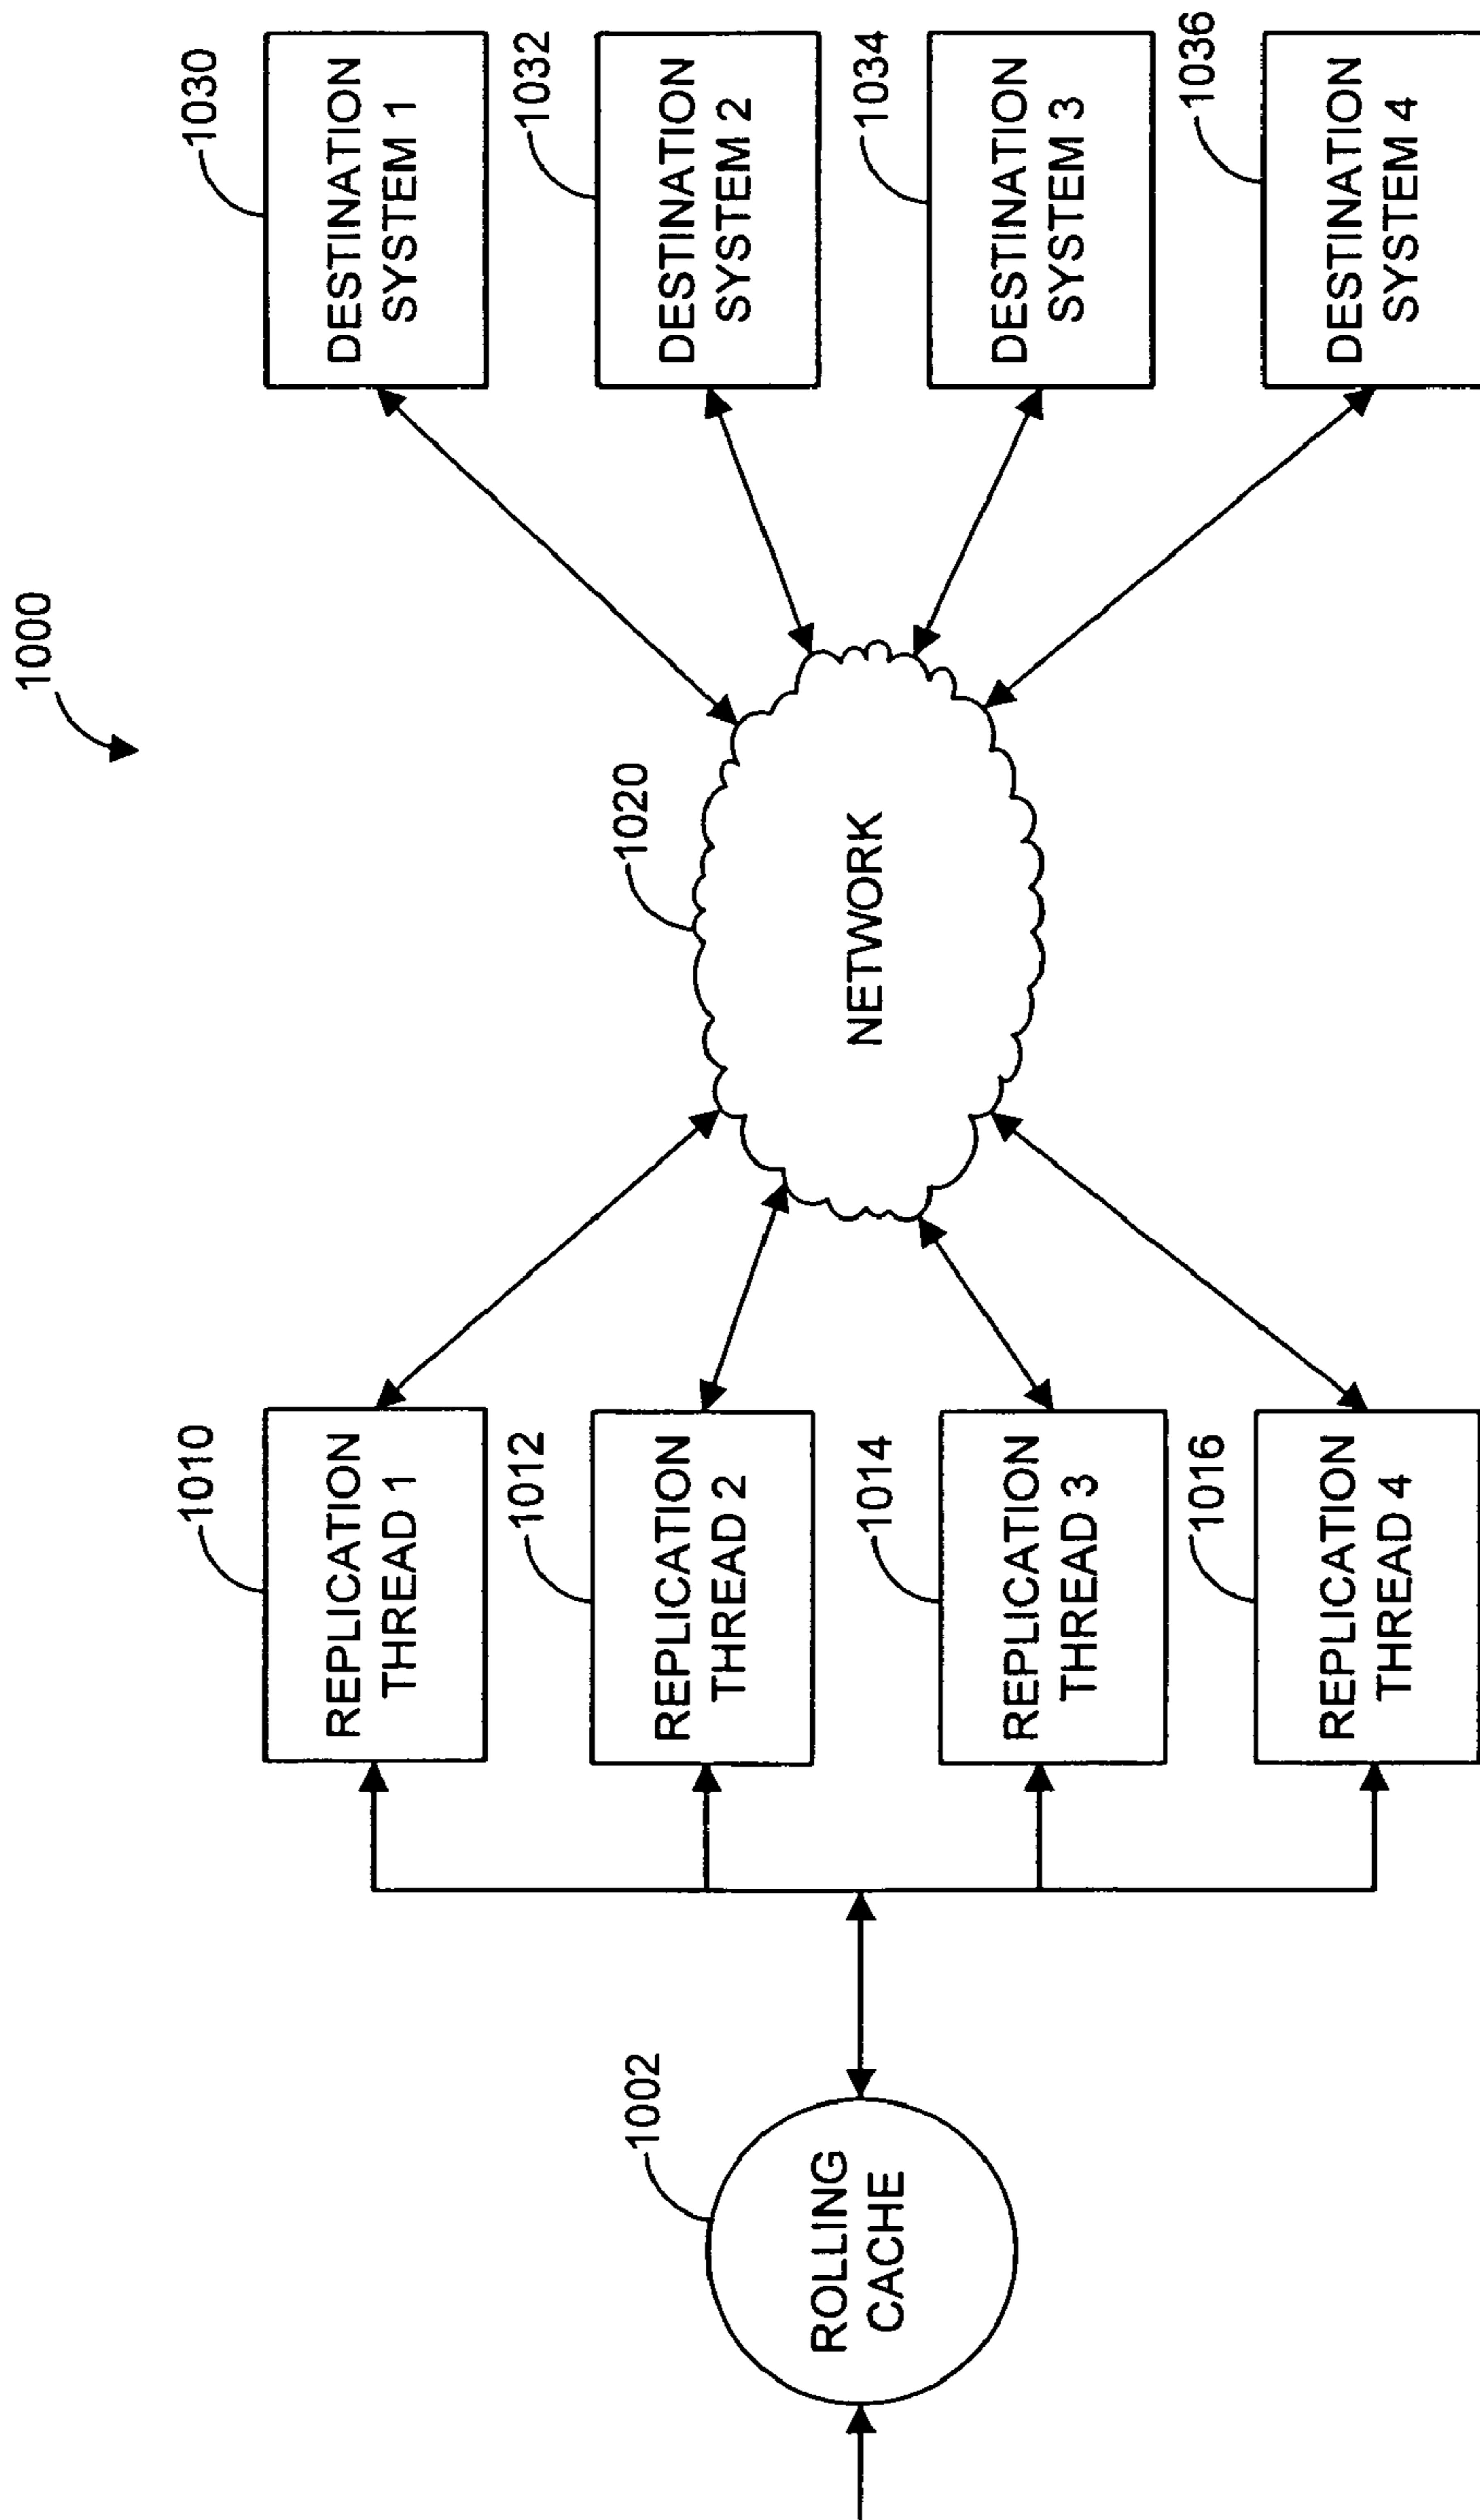 1000
1030
DESTINATION
SYSTEM 1
1032
DESTINATION
SYSTEM 2
1034
DESTINATION
SYSTEM 3
1036
DESTINATION
SYSTEM 4
1020
NETWORK
1010
REPLICATION
THREAD 1
1012
REPLICATION
THREAD 2
1014
REPLICATION
THREAD 3
1016
REPLICATION
THREAD 4
1002
ROLLING
CACHE